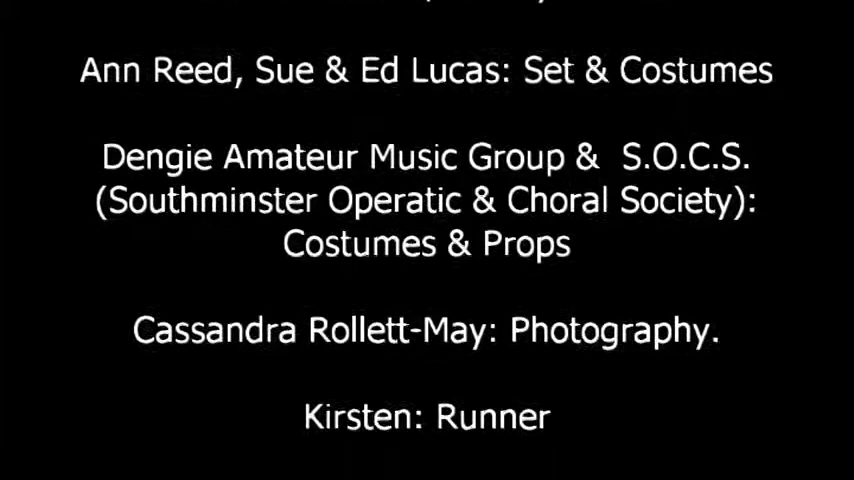 Ann Reed, Sue & Ed Lucas: Set & Costumes
Dengie Amateur Music Group &  S.O.C.S.
(Southminster Operatic & Choral Society):
Costumes & Props
Cassandra Rollett-May: Photography.
Kirsten: Runner